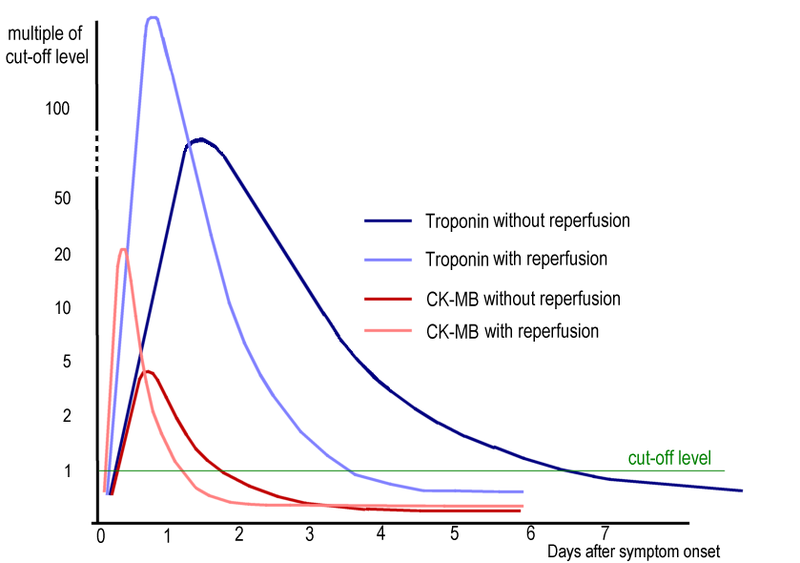 multiple of
cut-off level
100
50
20
10
5
2
1
Troponin without reperfusion
Troponin with reperfusion
CK-MB without reperfusion
CK-MB with reperfusion
cut-off level
0 1 2 3 4 5 6 7
Days after symptom onset